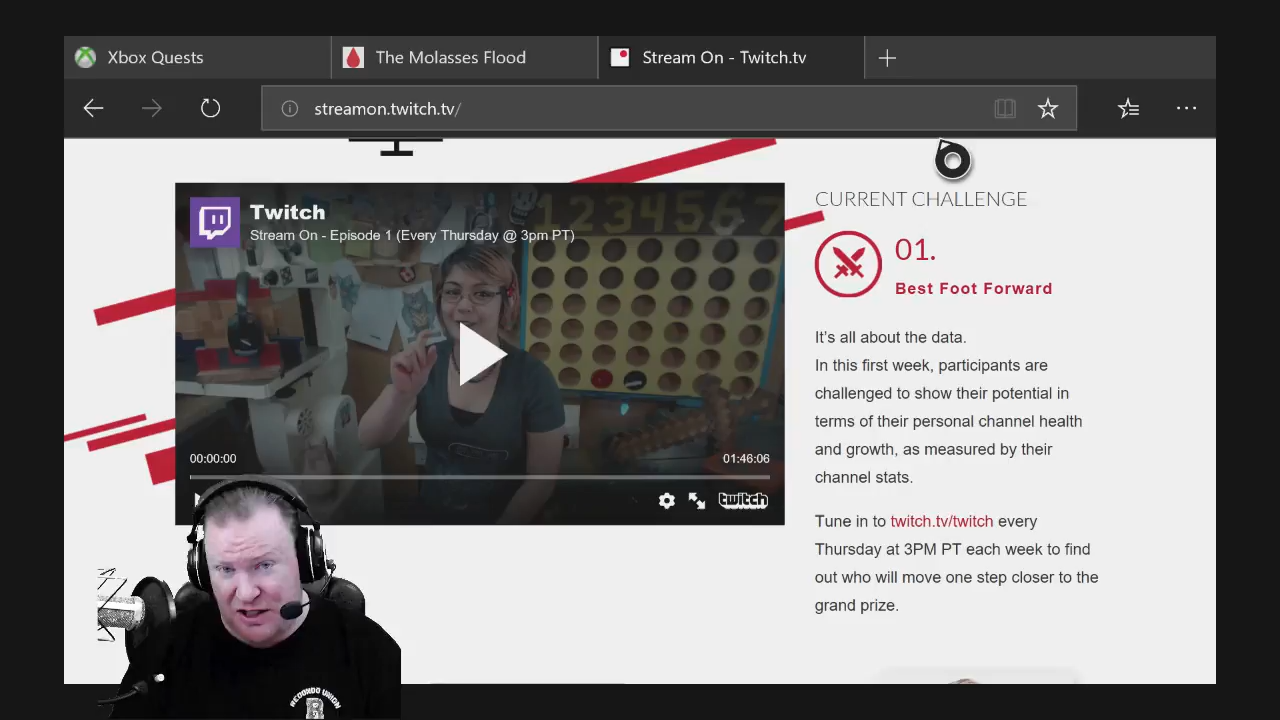 Xbox Quests
The Molasses Flood
Stream On - Twitch.tv
streamon.twitch.tv/
Twitch
Stream On - Episode 1 (Every Thursday @ 3pm PT)
1234567
00:00:00
01:46:06
twitch
CURRENT CHALLENGE
01.
Best Foot Forward
It's all about the data.
In this first week, participants are
challenged to show their potential in
terms of their personal channel health
and growth, as measured by their
channel stats.
Tune in to twitch.tv/twitch every
Thursday at 3PM PT each week to find
out who will move one step closer to the
grand prize.
REDONDO UNION
R